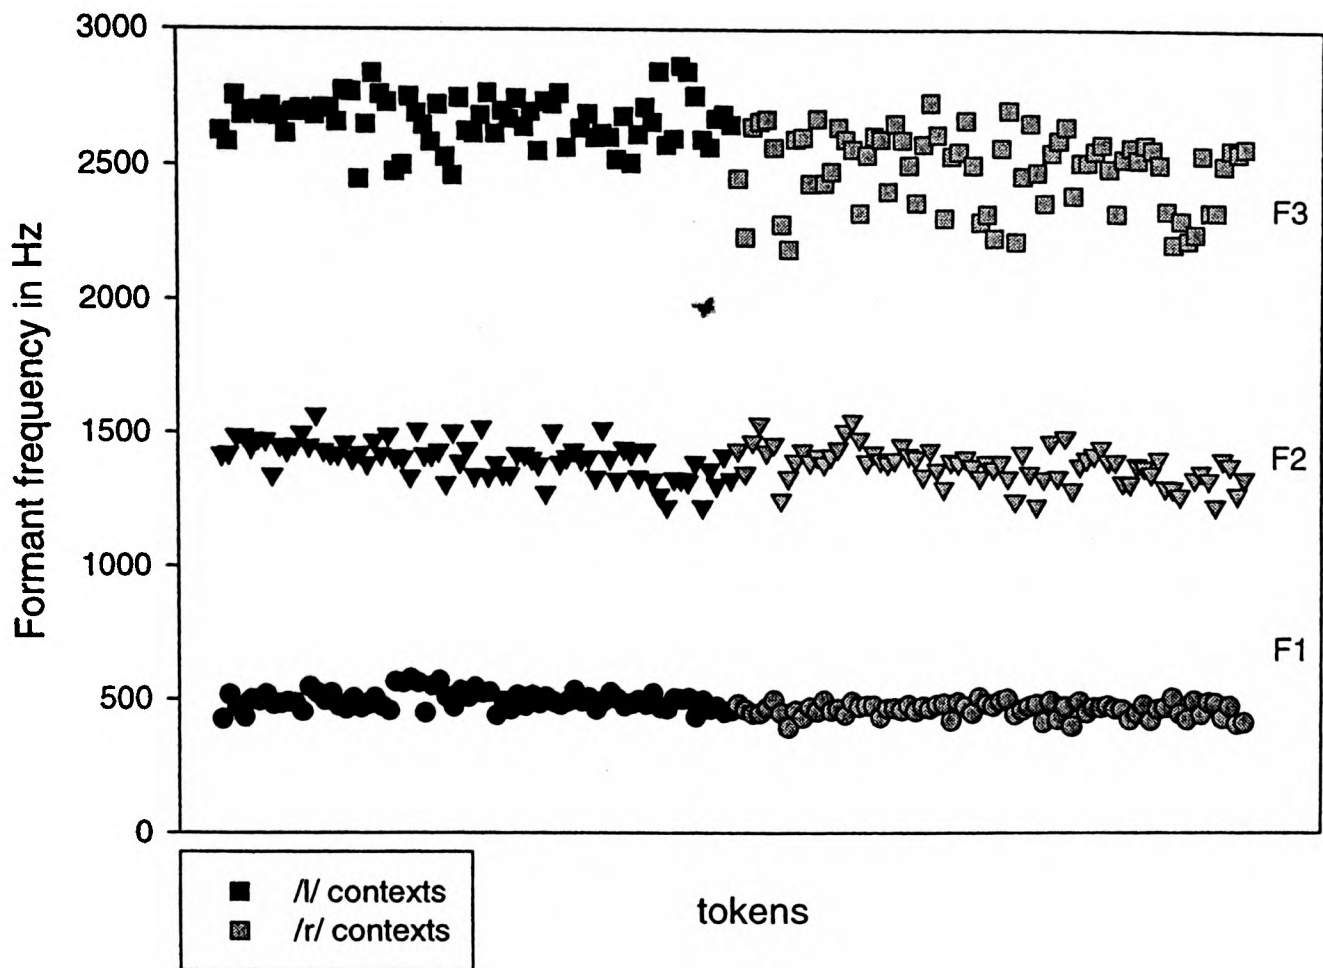 3000
2500
2000
1500
1000
500
0
Formant frequency in Hz
F3
F2
F1
tokens
/l/ contexts
/r/ contexts